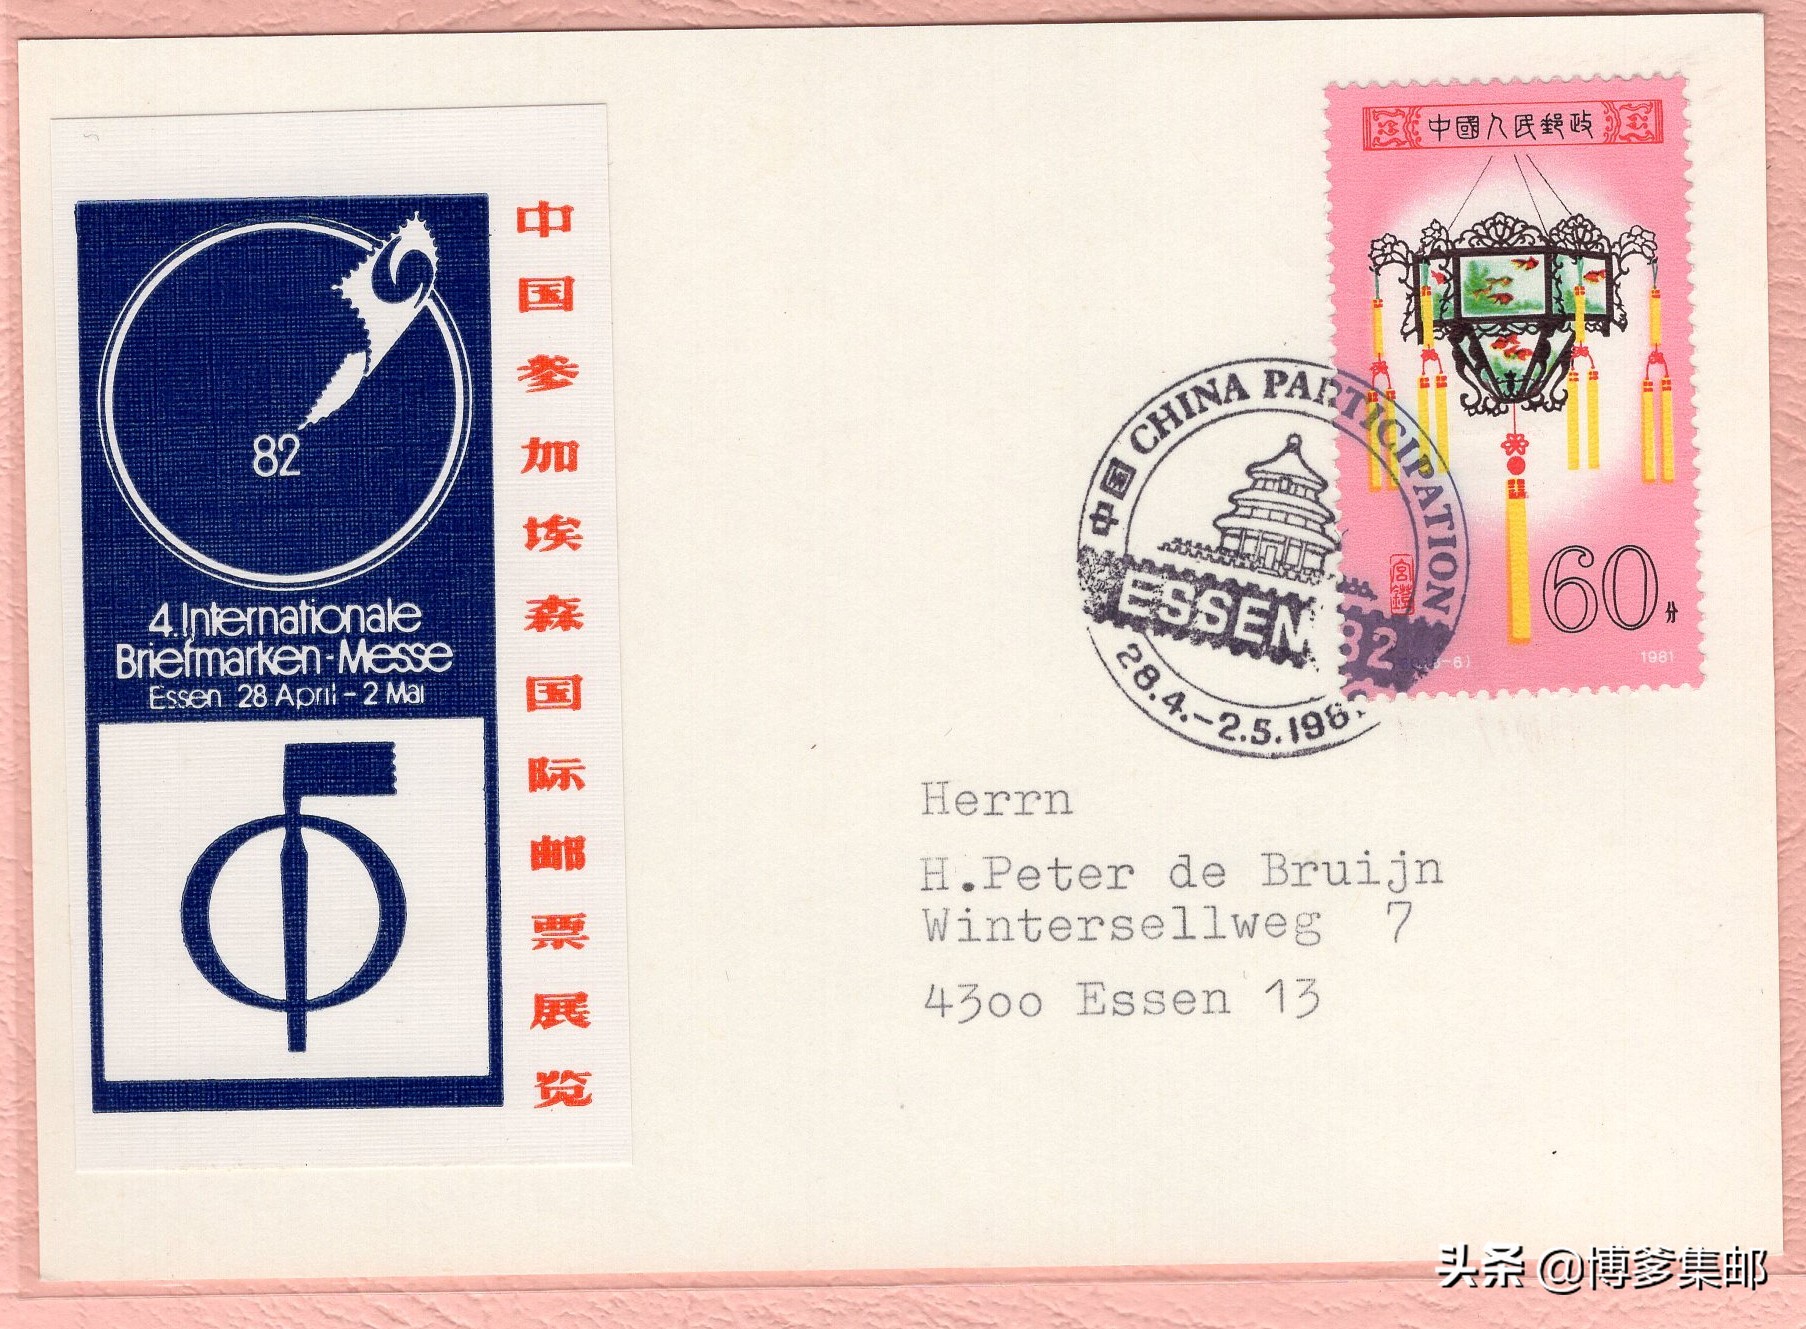 82
4.Internationale
Briefmarken-Messe
Essen 28 April - 2 Mai
中国参加埃森国际邮票展览
中國人民郵政
宫灯
60分
1981
中国 CHINA PARTICIPATION
ESSEN 82
28.4.-2.5.198
Herrn
H.Peter de Bruijn
Wintersellweg 7
4300 Essen 13
头条 @博爹集邮